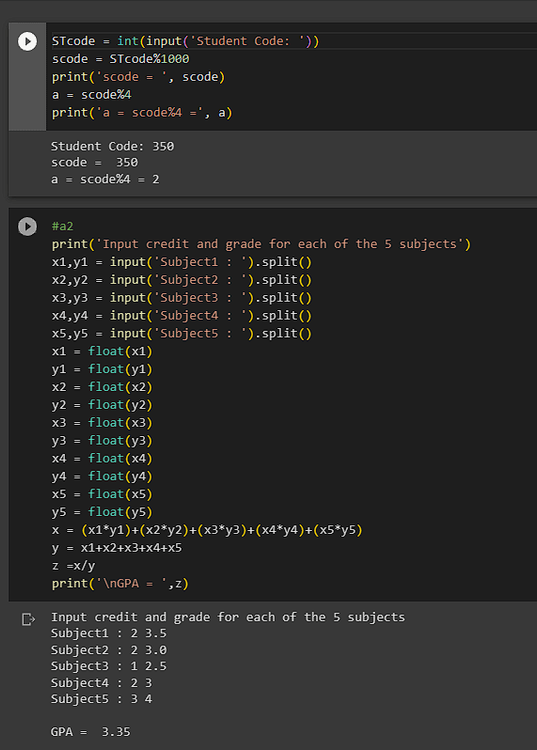 STcode = int(input('Student Code: '))
scode = STcode%1000
print('scode = ', scode)
a = scode%4
print('a = scode%4 =', a)
Student Code: 350
scode =  350
a = scode%4 = 2
#a2
print('Input credit and grade for each of the 5 subjects')
x1,y1 = input('Subject1 : ').split()
x2,y2 = input('Subject2 : ').split()
x3,y3 = input('Subject3 : ').split()
x4,y4 = input('Subject4 : ').split()
x5,y5 = input('Subject5 : ').split()
x1 = float(x1)
y1 = float(y1)
x2 = float(x2)
y2 = float(y2)
x3 = float(x3)
y3 = float(y3)
x4 = float(x4)
y4 = float(y4)
x5 = float(x5)
y5 = float(y5)
x = (x1*y1)+(x2*y2)+(x3*y3)+(x4*y4)+(x5*y5)
y = x1+x2+x3+x4+x5
z =x/y
print('\nGPA = ',z)
Input credit and grade for each of the 5 subjects
Subject1 : 2 3.5
Subject2 : 2 3.0
Subject3 : 1 2.5
Subject4 : 2 3
Subject5 : 3 4
GPA =  3.35